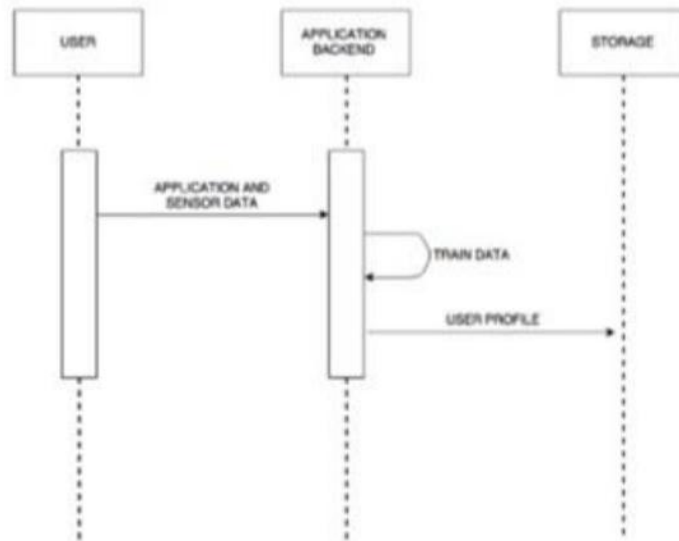 USER
APPLICATION
BACKEND
STORAGE
APPLICATION AND
SENSOR DATA
TRAIN DATA
USER PROFILE